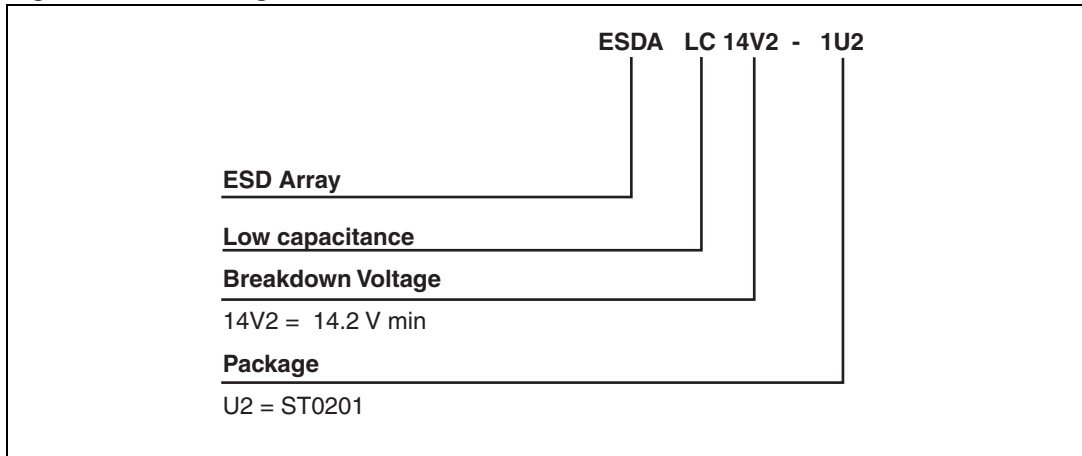 ESDA LC 14V2 - 1U2
ESD Array
Low capacitance
Breakdown Voltage
14V2 = 14.2 V min
Package
U2 = ST0201